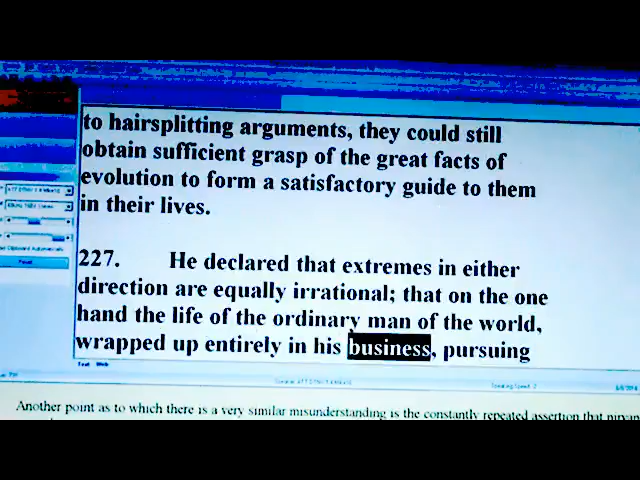 to hairsplitting arguments, they could still
obtain sufficient grasp of the great facts of
evolution to form a satisfactory guide to them
in their lives.
227. He declared that extremes in either
direction are equally irrational; that on the one
hand the life of the ordinary man of the world,
wrapped up entirely in his business, pursuing
Text Web
Another point as to which there is a very similar misunderstanding is the constantly repeated assertion that